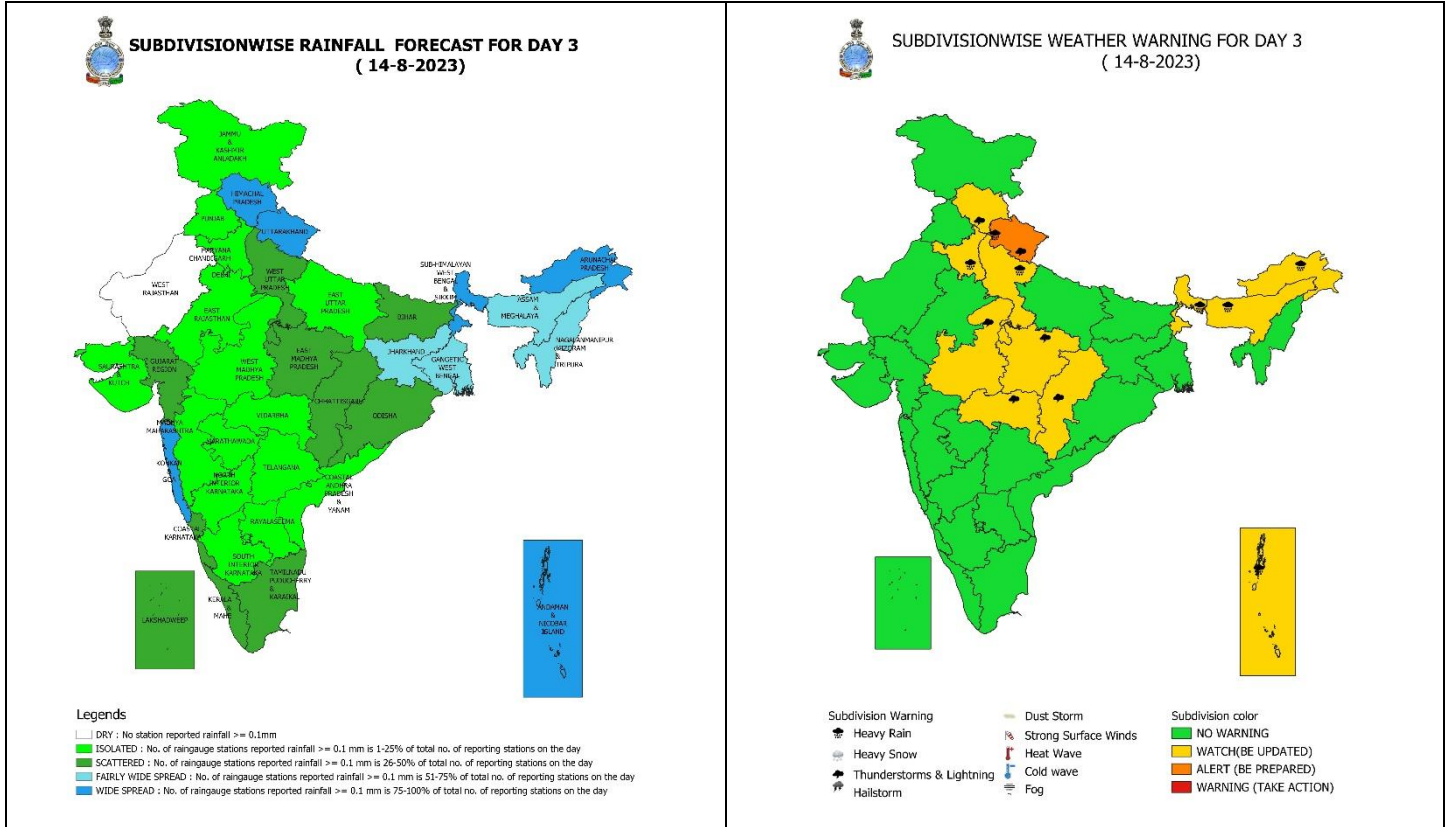 SUBDIVISIONWISE RAINFALL FORECAST FOR DAY 3
( 14-8-2023)
JAMMU
&
KASHMIR
ANLADAKH
HIMACHAL
PRADESH
PUNJAB
UTTARAKHAND
HARYANA
CHANDIGARH
&
DELHI
WEST
UTTAR
PRADESH
WEST
RAJASTHAN
EAST
RAJASTHAN
EAST
UTTAR
PRADESH
SUB-HIMALAYAN
WEST
BENGAL
&
SIKKIM
ARUNACHAL
PRADESH
ASSAM
&
MEGHALAYA
NAGALANMANIPUR
MIZORAM
&
TRIPURA
BIHAR
JHARKHAND
GANGETIC
WEST
BENGAL
SAURASHTRA
&
KUTCH
GUJARAT
REGION
WEST
MADHYA
PRADESH
EAST
MADHYA
PRADESH
CHHATTISGARH
ODISHA
VIDARBHA
MADHYA
MAHARASHTRA
MARATHAWADA
KONKAN
&
GOA
NORTH
INTERIOR
KARNATAKA
TELANGANA
COASTAL
ANDHRA
PRADESH
&
YANAM
RAYALASEEMA
COASTAL
KARNATAKA
SOUTH
INTERIOR
KARNATAKA
TAMILNADU
PUDUCHERRY
&
KARAIKAL
KERALA
&
MAHE
LAKSHADWEEP
ANDAMAN
&
NICOBAR
ISLAND
Legends
DRY : No station reported rainfall >= 0.1mm
ISOLATED : No. of raingauge stations reported rainfall >= 0.1 mm is 1-25% of total no. of reporting stations on the day
SCATTERED : No. of raingauge stations reported rainfall >= 0.1 mm is 26-50% of total no. of reporting stations on the day
FAIRLY WIDE SPREAD : No. of raingauge stations reported rainfall >= 0.1 mm is 51-75% of total no. of reporting stations on the day
WIDE SPREAD : No. of raingauge stations reported rainfall >= 0.1 mm is 75-100% of total no. of reporting stations on the day
SUBDIVISIONWISE WEATHER WARNING FOR DAY 3
( 14-8-2023)
Subdivision Warning
Heavy Rain
Heavy Snow
Thunderstorms & Lightning
Hailstorm
Dust Storm
Strong Surface Winds
Heat Wave
Cold wave
Fog
Subdivision color
NO WARNING
WATCH(BE UPDATED)
ALERT (BE PREPARED)
WARNING (TAKE ACTION)